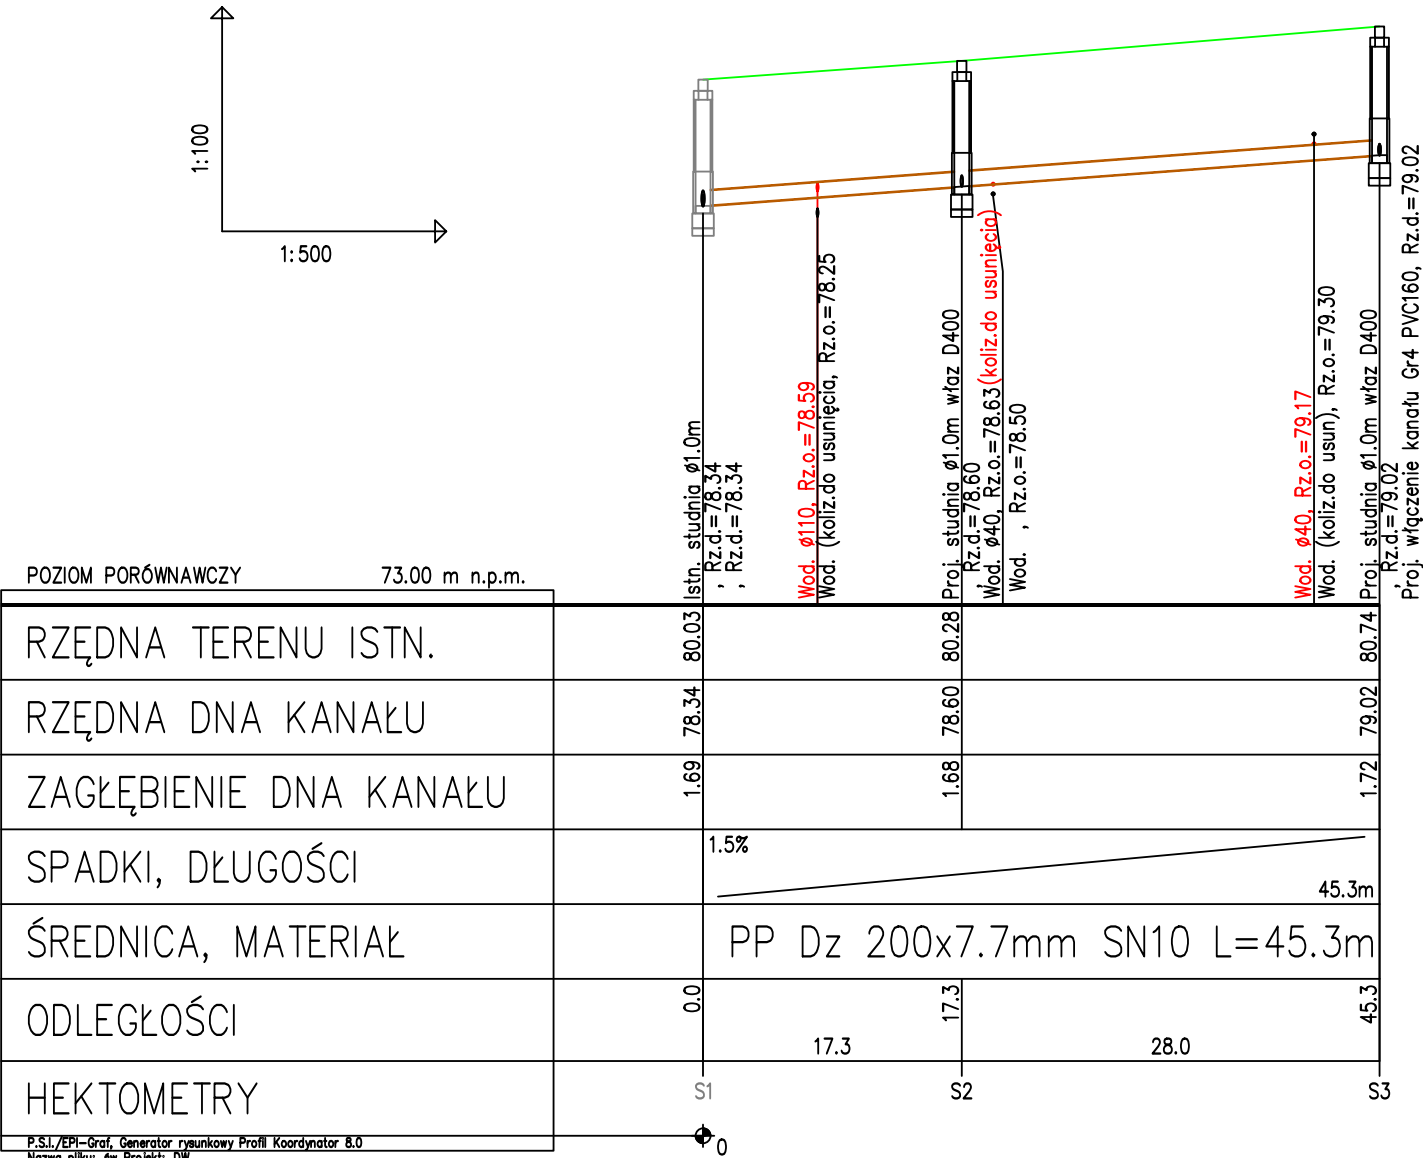 1:100
1:500
Istn. studnia ø1.0m
, Rz.d.=78.34
, Rz.d.=78.34
Wod. ø110, Rz.o.=78.59
Wod. (koliz.do usunięcia, Rz.o.=78.25
Proj. studnia ø1.0m właz D400
, Rz.d.=78.60
Wod. ø40, Rz.o.=78.63(koliz.do usunięcia)
Wod. , Rz.o.=78.50
Wod. ø40, Rz.o.=79.17
Wod. (koliz.do usun), Rz.o.=79.30
Proj. studnia ø1.0m właz D400
, Rz.d.=79.02
Proj. włączenie kanału Gr4 PVC160, Rz.d.=79.02
POZIOM PORÓWNAWCZY 73.00 m n.p.m.
RZĘDNA TERENU ISTN. 80.03 80.28 80.74
RZĘDNA DNA KANAŁU 78.34 78.60 79.02
ZAGŁĘBIENIE DNA KANAŁU 1.69 1.68 1.72
SPADKI, DŁUGOŚCI 1.5% 45.3m
ŚREDNICA, MATERIAŁ PP Dz 200x7.7mm SN10 L=45.3m
ODLEGŁOŚCI 0.0 17.3 45.3
17.3 28.0
HEKTOMETRY S1 S2 S3
0
P.S.I./EPI-Graf, Generator rysunkowy Profil Koordynator 8.0